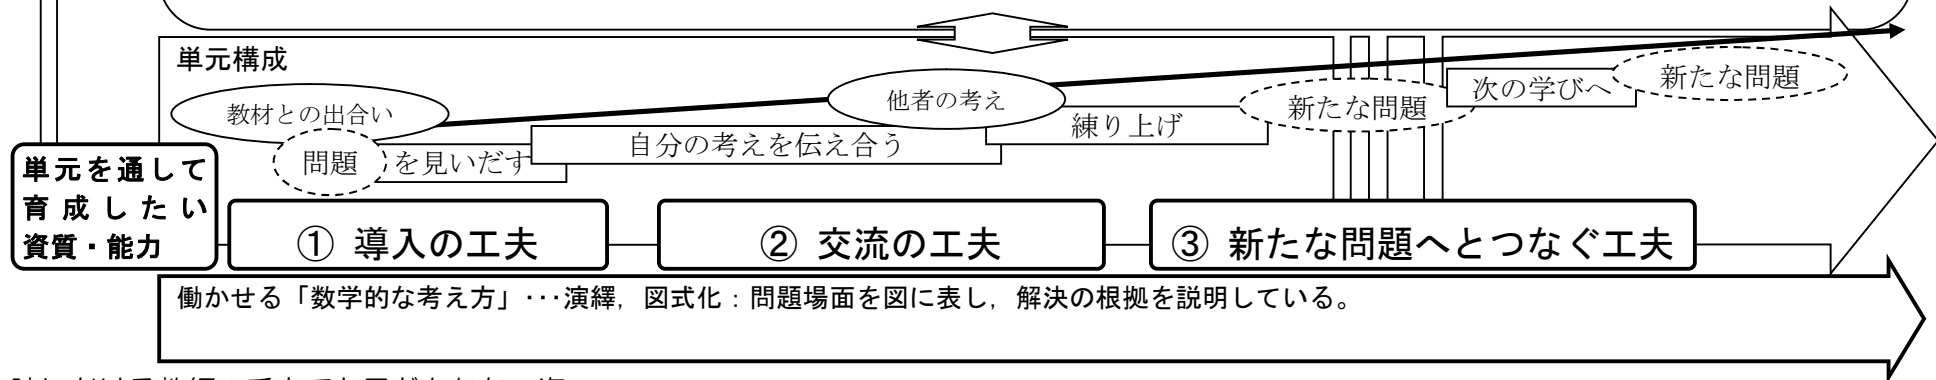 単元構成
教材との出合い
問題
を見いだす
自分の考えを伝え合う
他者の考え
練り上げ
新たな問題
次の学びへ
新たな問題
単元を通して
育成したい
資質・能力
① 導入の工夫
② 交流の工夫
③ 新たな問題へとつなぐ工夫
働かせる「数学的な考え方」･･･演繹，図式化：問題場面を図に表し，解決の根拠を説明している。